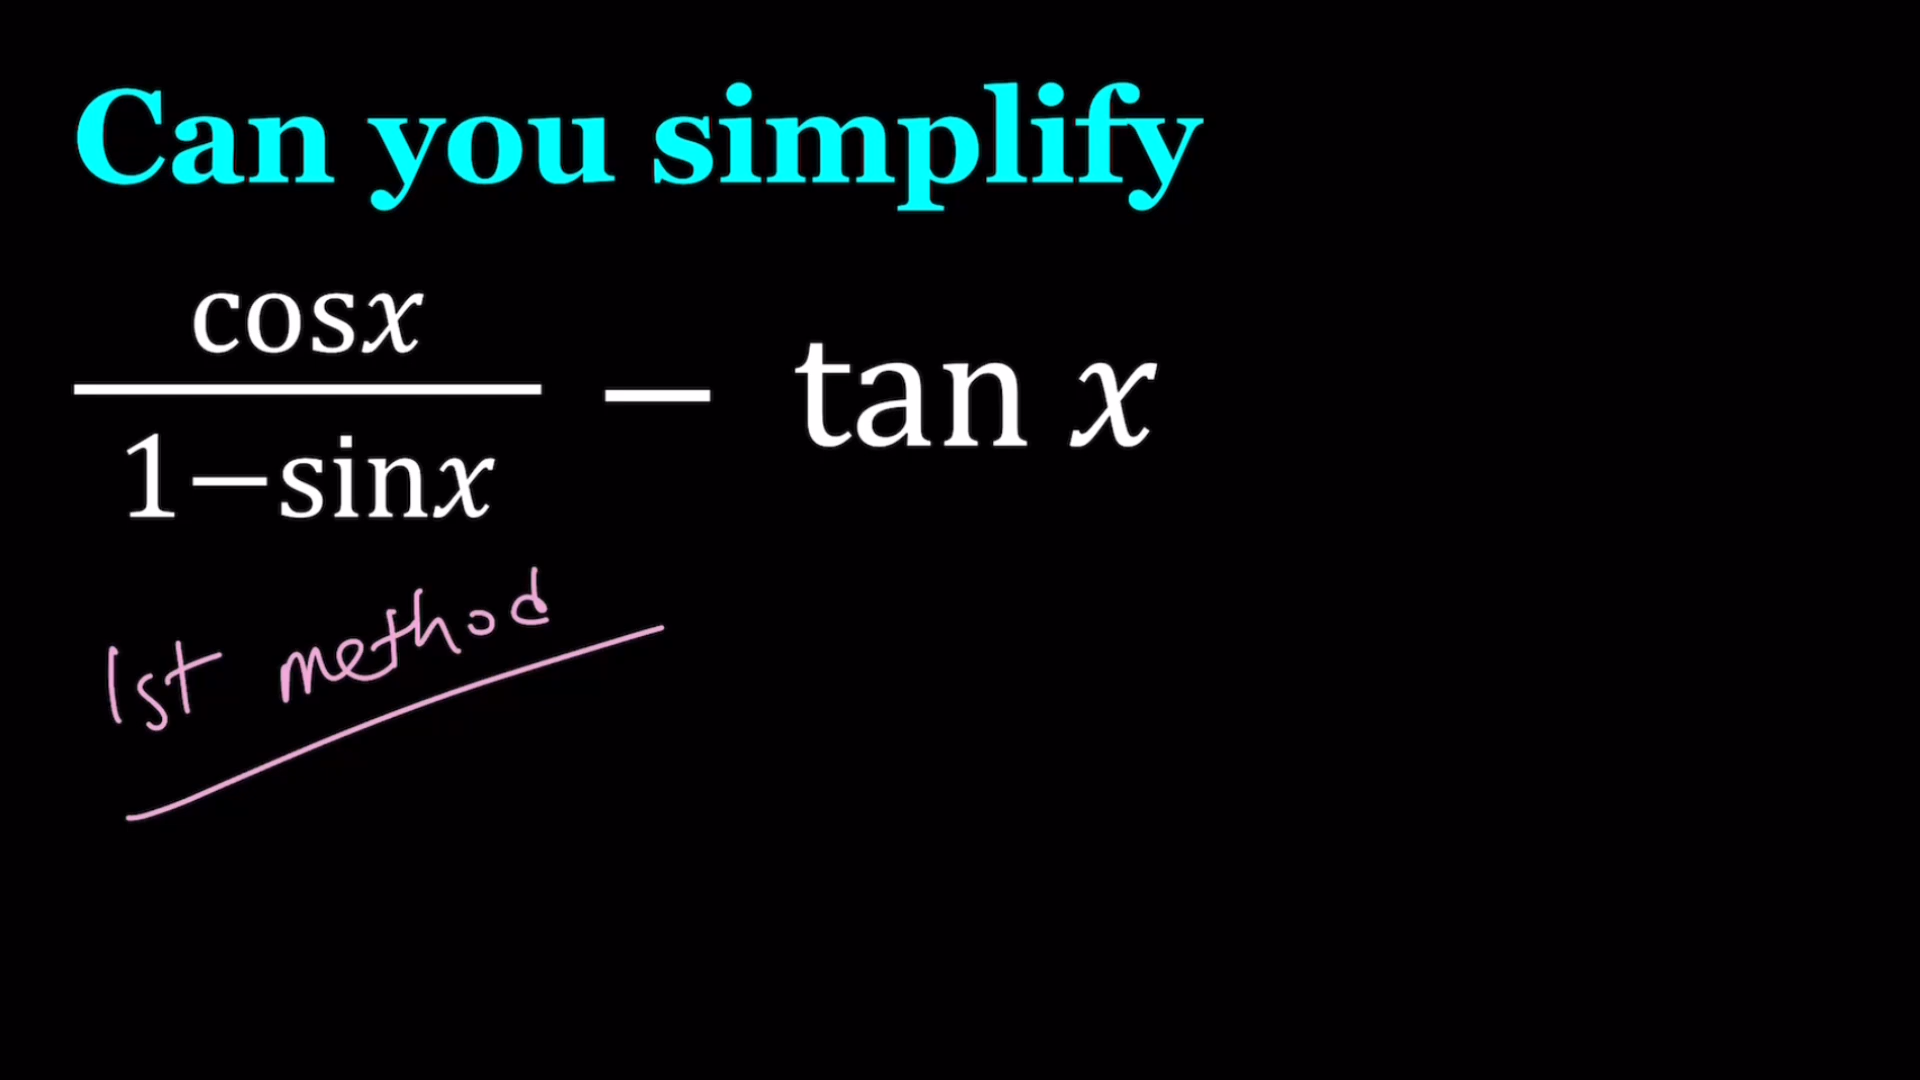 Can you simplify
cosx
1−sinx
− tan x
1st method